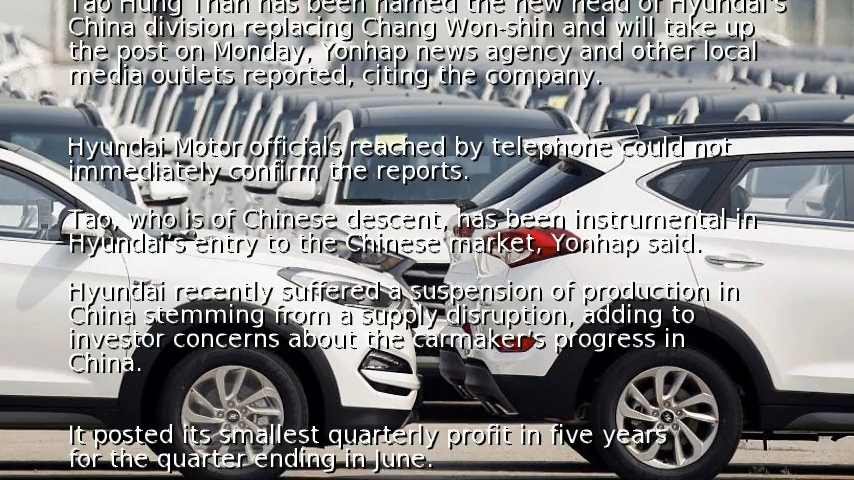 Tao Hung Than has been named the new head of Hyundai's
China division replacing Chang Won-shin and will take up
the post on Monday, Yonhap news agency and other local
media outlets reported, citing the company.
Hyundai Motor officials reached by telephone could not
immediately confirm the reports.
Tao, who is of Chinese descent, has been instrumental in
Hyundai's entry to the Chinese market, Yonhap said.
Hyundai recently suffered a suspension of production in
China stemming from a supply disruption, adding to
investor concerns about the carmaker's progress in
China.
It posted its smallest quarterly profit in five years
for the quarter ending in June.